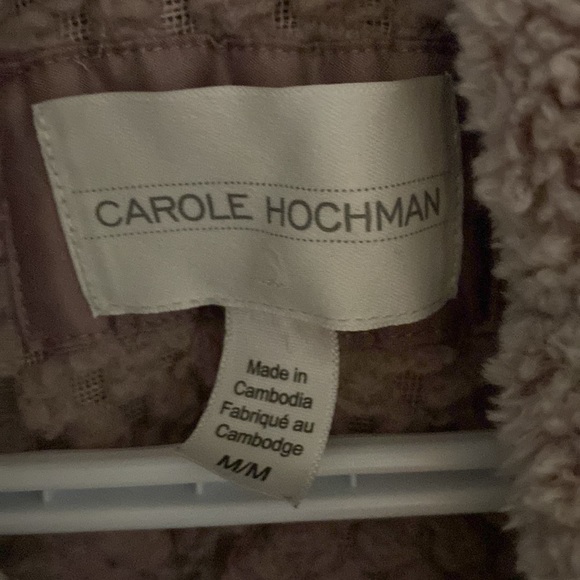 CAROLE HOCHMAN
Made in
Cambodia
Fabriqué au
Cambodge
M/M